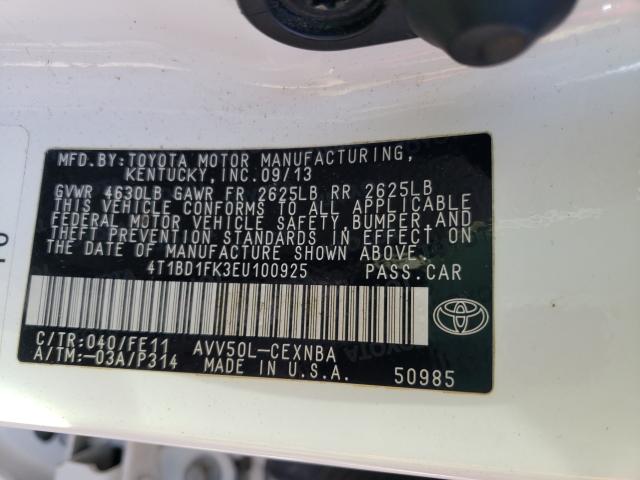 MFD.BY:TOYOTA MOTOR MANUFACTURING,
KENTUCKY, INC.09/13
GVWR 4630LB GAWR FR 2625LB RR 2625LB
THIS VEHICLE CONFORMS TO ALL APPLICABLE
FEDERAL MOTOR VEHICLE SAFETY,BUMPER,AND
THEFT PREVENTION STANDARDS IN EFFECT ON
THE DATE OF MANUFACTURE SHOWN ABOVE.
4T1BD1FK3EU100925 PASS.CAR
C/TR:040/FE11 AVV50L-CEXNBA
A/TM:-03A/P314 MADE IN U.S.A. 50985